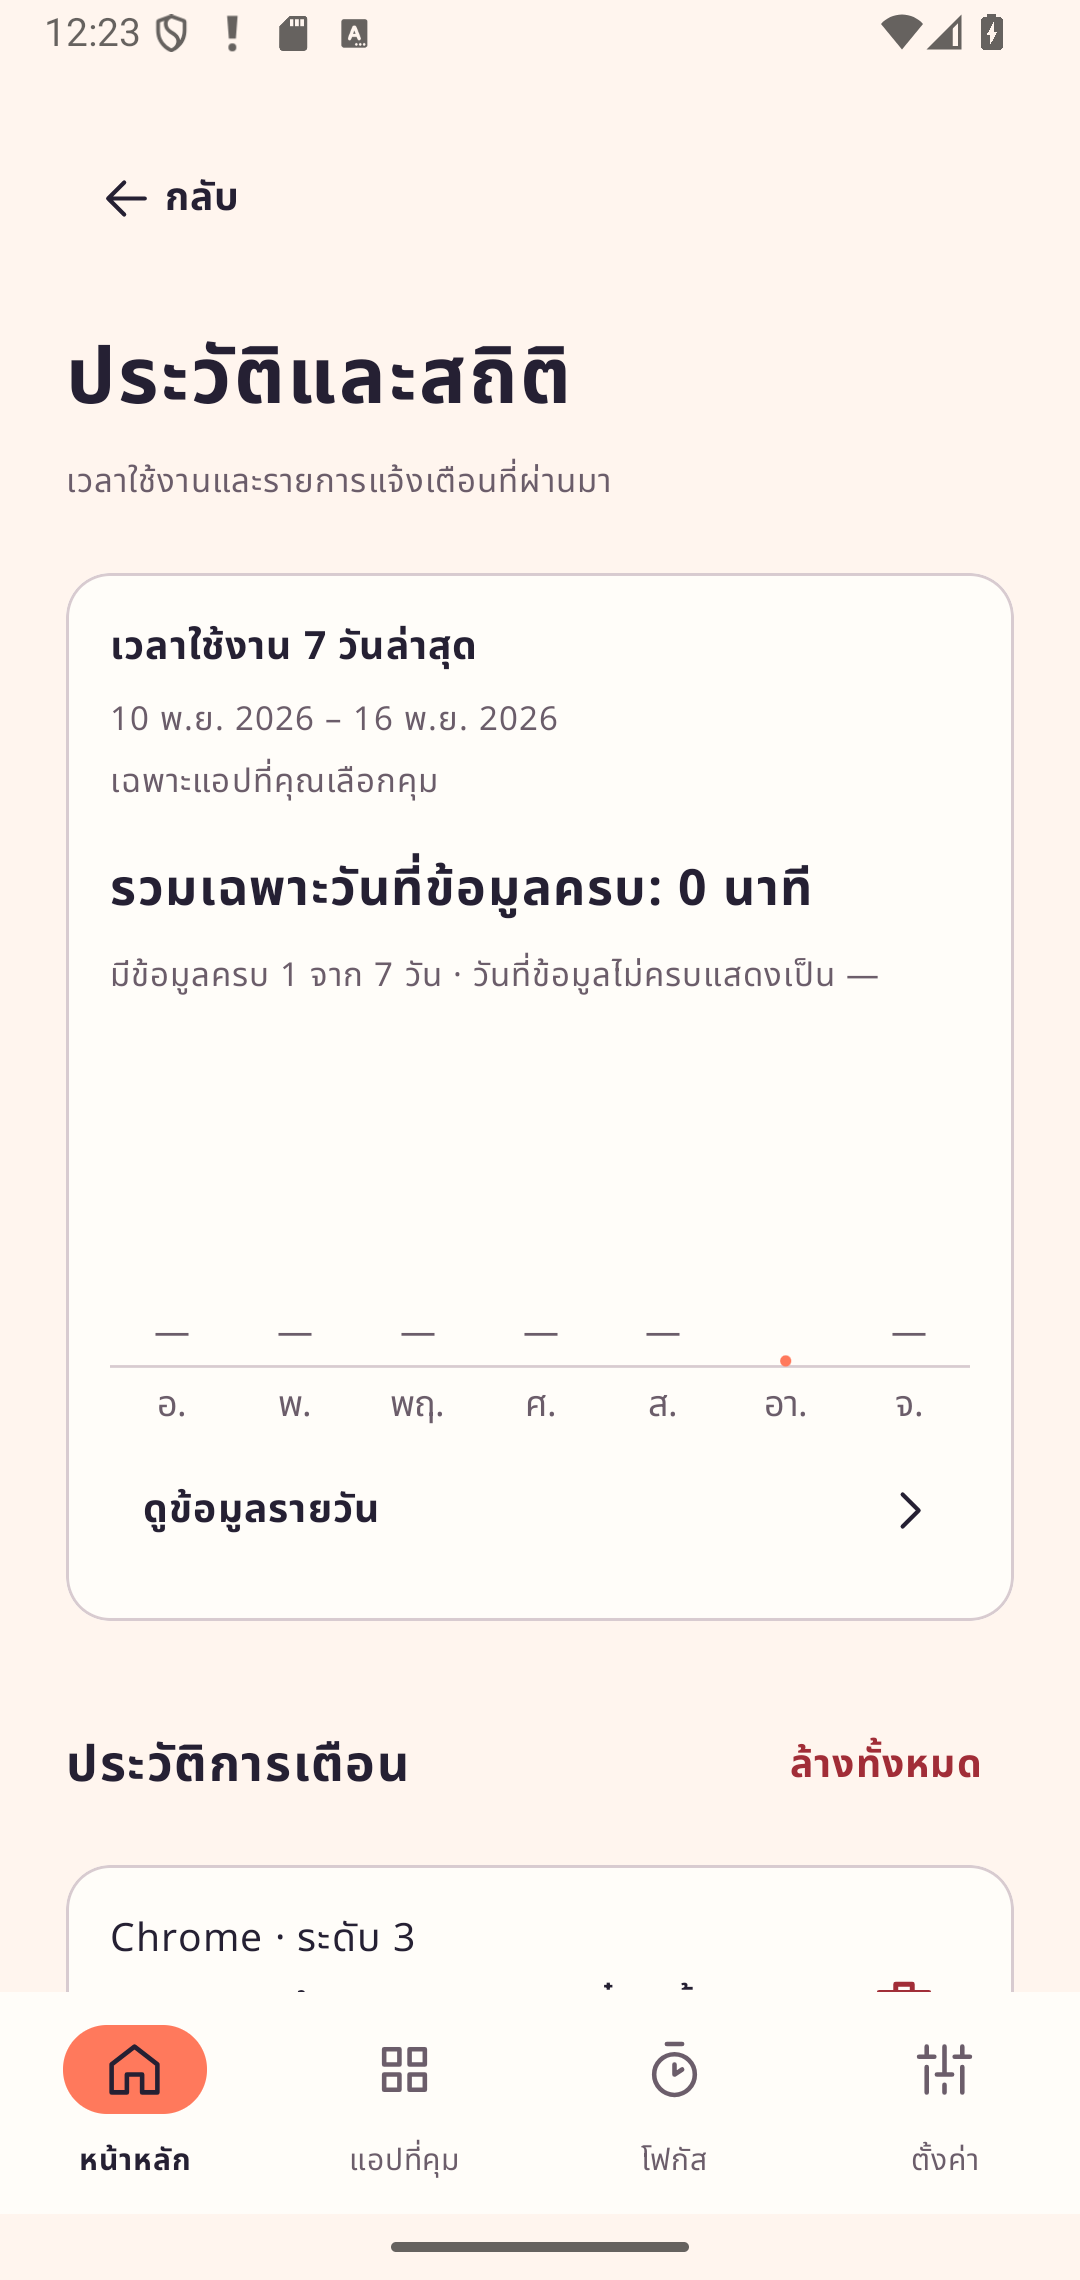 12:23
กลับ
ประวัติและสถิติ
เวลาใช้งานและรายการแจ้งเตือนที่ผ่านมา
เวลาใช้งาน 7 วันล่าสุด
10 พ.ย. 2026 – 16 พ.ย. 2026
เฉพาะแอปที่คุณเลือกคุม
รวมเฉพาะวันที่ข้อมูลครบ: 0 นาที
มีข้อมูลครบ 1 จาก 7 วัน · วันที่ข้อมูลไม่ครบแสดงเป็น —
— — — — — —
อ. พ. พฤ. ศ. ส. อา. จ.
ดูข้อมูลรายวัน
ประวัติการเตือน ล้างทั้งหมด
Chrome · ระดับ 3
หน้าหลัก แอปที่คุม โฟกัส ตั้งค่า